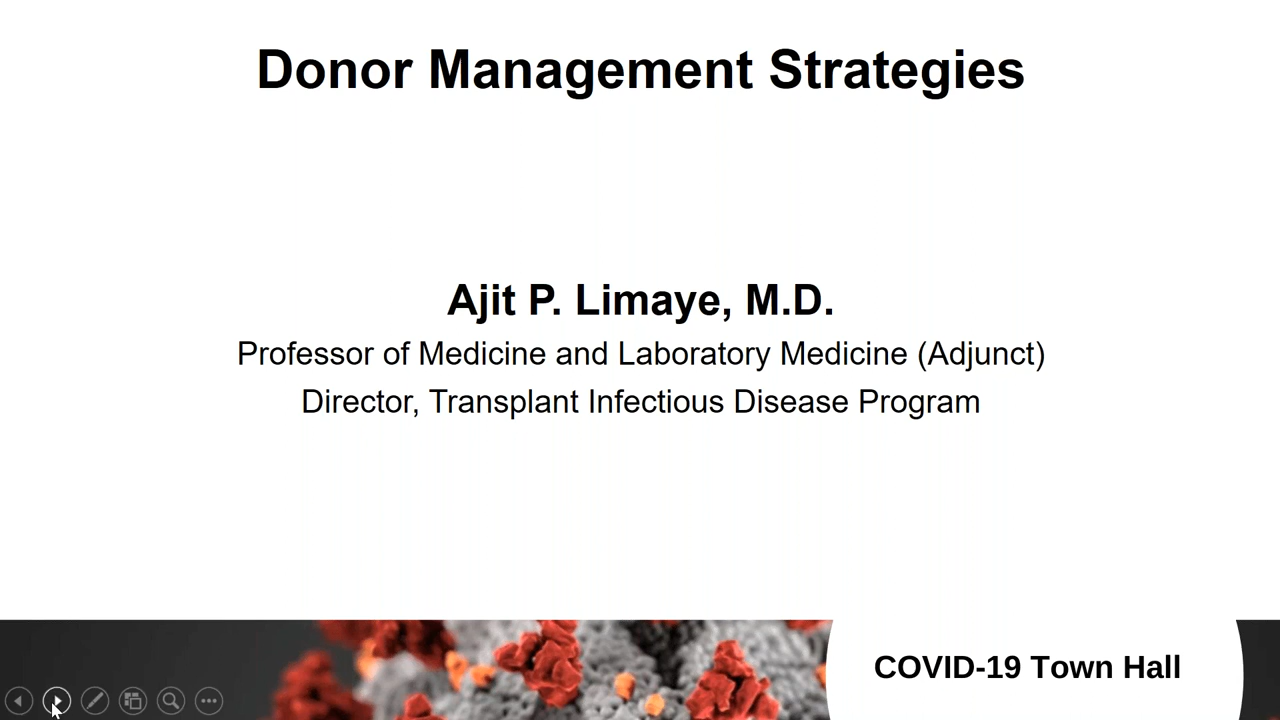 Donor Management Strategies
Ajit P. Limaye, M.D.
Professor of Medicine and Laboratory Medicine (Adjunct)
Director, Transplant Infectious Disease Program
COVID-19 Town Hall